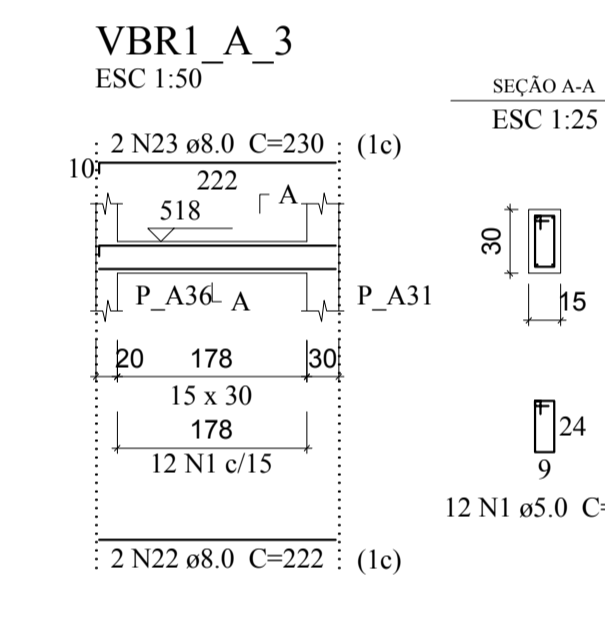 VBR1_A_3
ESC 1:50
2 N23 ø8.0 C=230 (1c)
10
222
A
518
P_A36 A P_A31
20 178 30
15 x 30
178
12 N1 c/15
2 N22 ø8.0 C=222 (1c)
SEÇÃO A-A
ESC 1:25
30
15
24
9
12 N1 ø5.0 C=